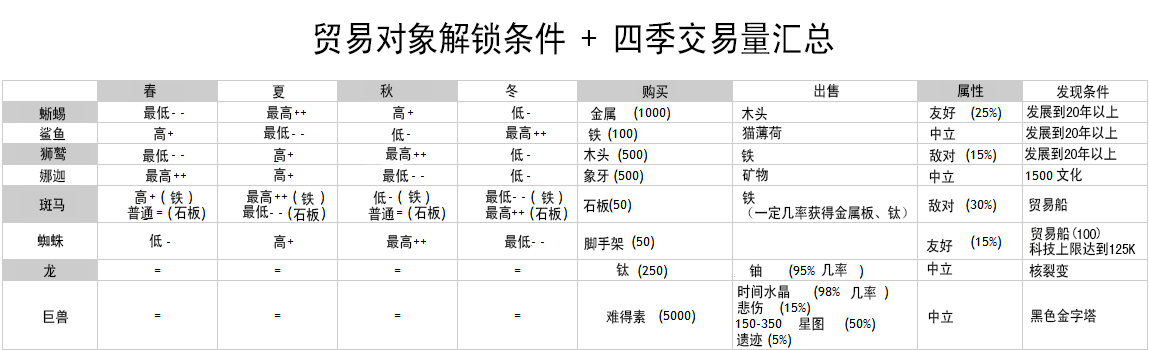 贸易对象解锁条件 + 四季交易量汇总
春 夏 秋 冬 购买 出售 属性 发现条件
蜥蜴 最低-- 最高++ 高+ 低- 金属 (1000) 木头 友好 (25%) 发展到20年以上
鲨鱼 高+ 最低-- 低- 最高++ 铁 (100) 猫薄荷 中立 发展到20年以上
狮鹫 最低-- 高+ 最高++ 低- 木头 (500) 铁 敌对 (15%) 发展到20年以上
娜迦 最高++ 高+ 最低-- 低- 象牙 (500) 矿物 中立 1500 文化
斑马 高+ ( 铁 ) 最高++ ( 铁 ) 低- ( 铁 ) 最低-- ( 铁 ) 石板(50) 铁 敌对 (30%) 贸易船
普通= (石板) 最低-- (石板) 普通= (石板) 最高++ (石板) (一定几率获得金属板、钛)
蜘蛛 低- 高+ 最高++ 最低-- 脚手架 (50) 友好 (15%) 贸易船(100)
科技上限达到125K
龙 = = = = 钛 (250) 铀 (95% 几率 ) 中立 核裂变
巨兽 = = = = 难得素 (5000) 时间水晶 (98% 几率 ) 中立 黑色金字塔
悲伤 (15%)
150-350 星图 (50%)
遗迹 (5%)